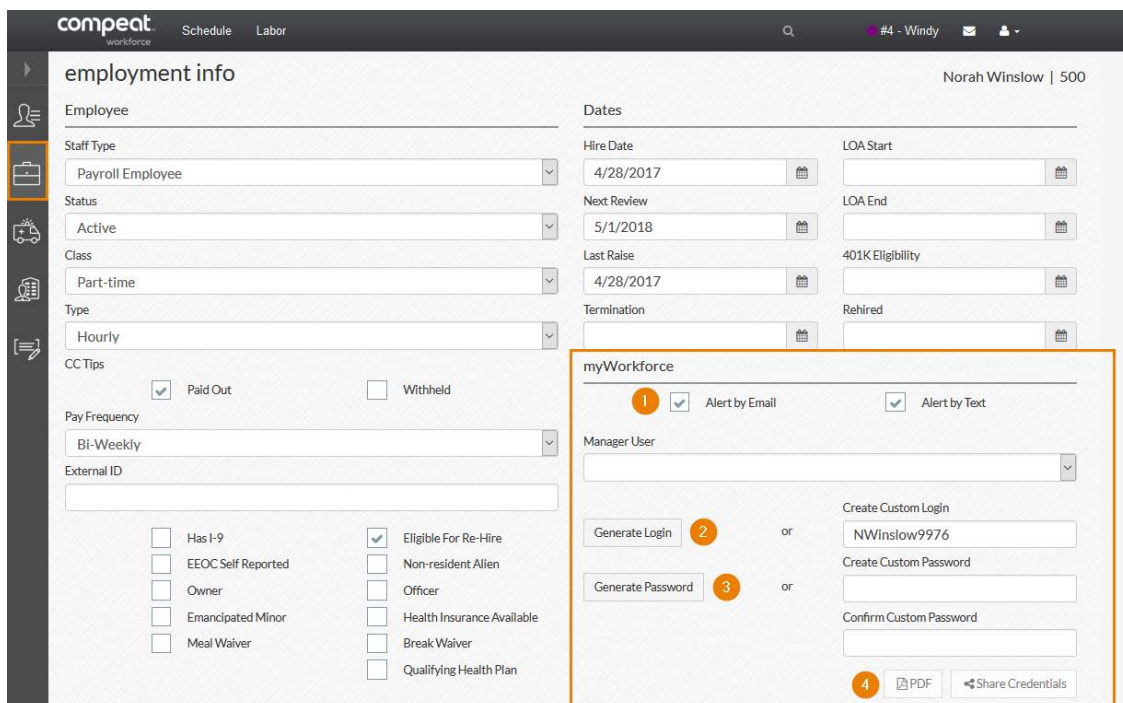 compeat
workforce
Schedule Labor
#4 - Windy
employment info
Norah Winslow | 500
Employee
Staff Type
Payroll Employee
Status
Active
Class
Part-time
Type
Hourly
CC Tips
Paid Out Withheld
Pay Frequency
Bi-Weekly
External ID
Has I-9 Eligible For Re-Hire
EEOC Self Reported Non-resident Alien
Owner Officer
Emancipated Minor Health Insurance Available
Meal Waiver Break Waiver
Qualifying Health Plan
Dates
Hire Date LOA Start
4/28/2017
Next Review LOA End
5/1/2018
Last Raise 401K Eligibility
4/28/2017
Termination Rehired
myWorkforce
1 Alert by Email Alert by Text
Manager User
Create Custom Login
Generate Login 2 or NWinslow9976
Create Custom Password
Generate Password 3 or
Confirm Custom Password
4 PDF Share Credentials